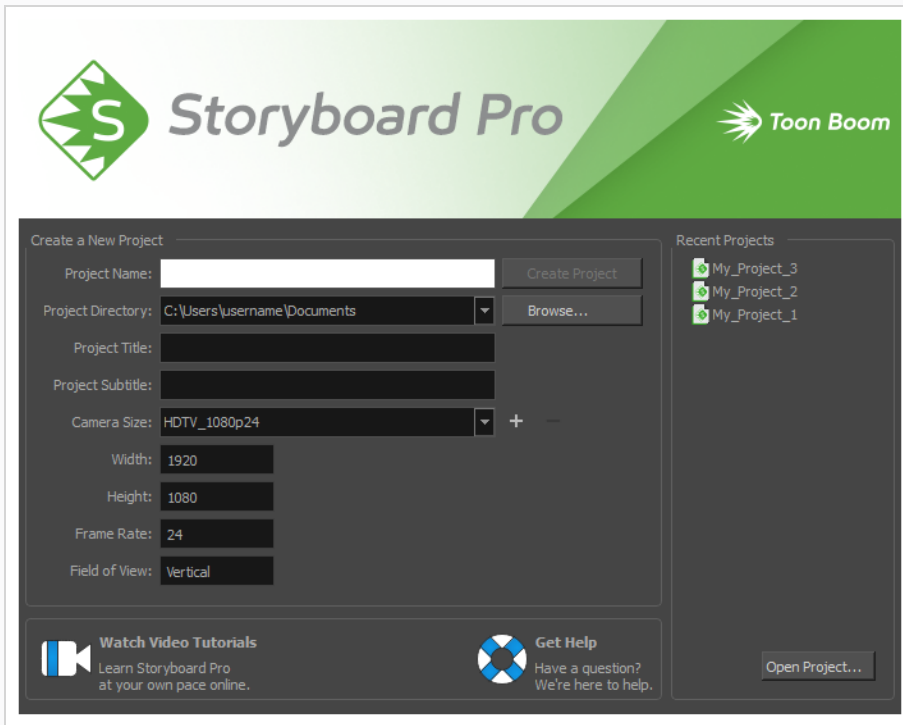 S Storyboard Pro
Toon Boom
Create a New Project
Project Name:
Create Project
Project Directory: C:\Users\username\Documents
Browse...
Project Title:
Project Subtitle:
Camera Size: HDTV_1080p24
+ −
Width: 1920
Height: 1080
Frame Rate: 24
Field of View: Vertical
Recent Projects
My_Project_3
My_Project_2
My_Project_1
Watch Video Tutorials
Learn Storyboard Pro
at your own pace online.
Get Help
Have a question?
We're here to help.
Open Project...